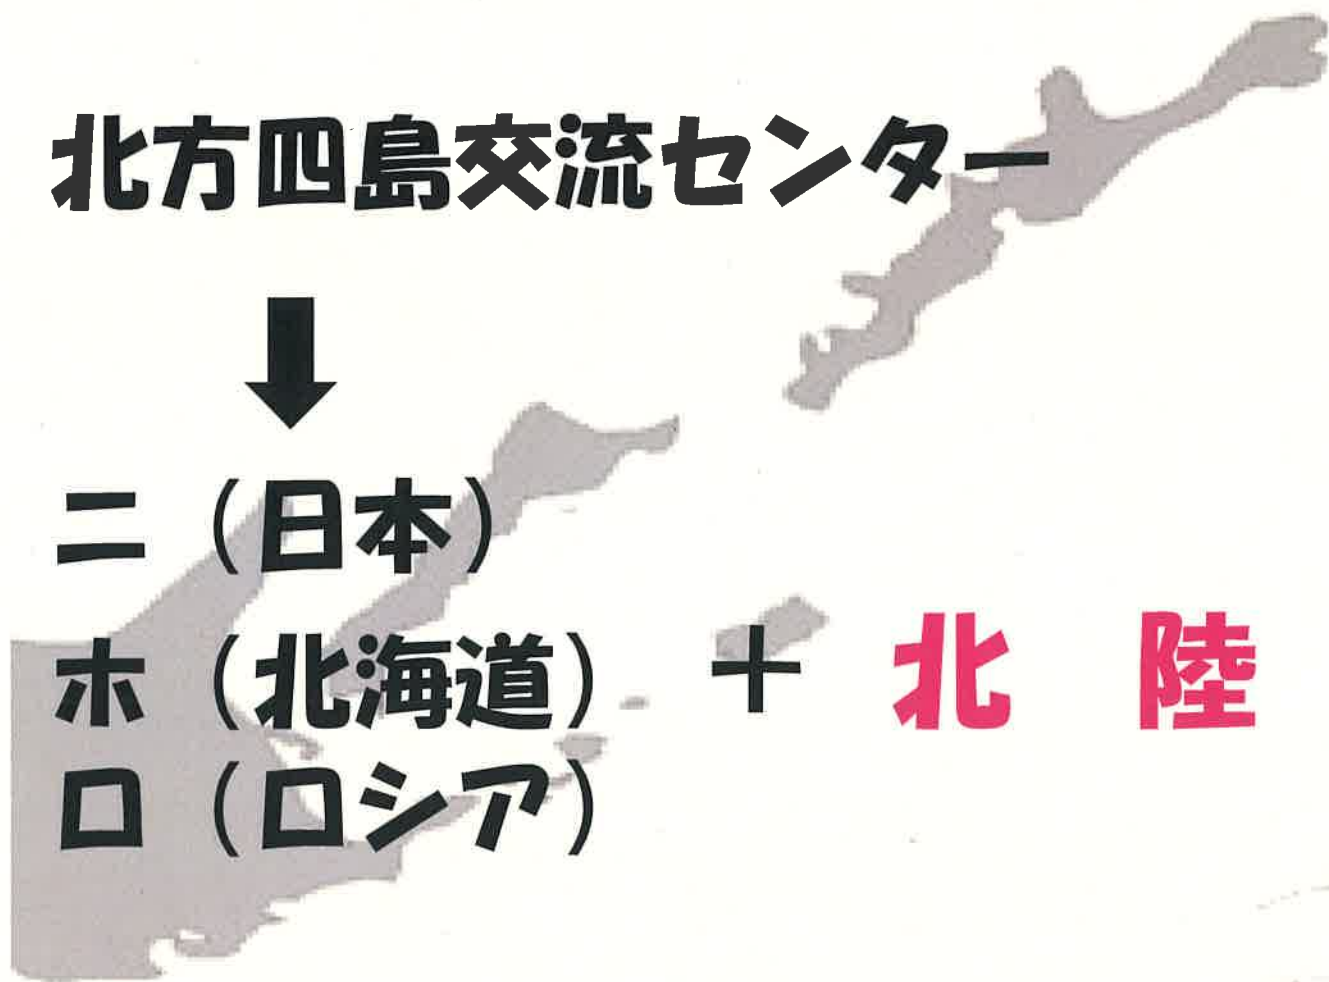 北方四島交流センター
⬇
ニ（日本）
ホ（北海道） ＋ 北 陸
ロ（ロシア）